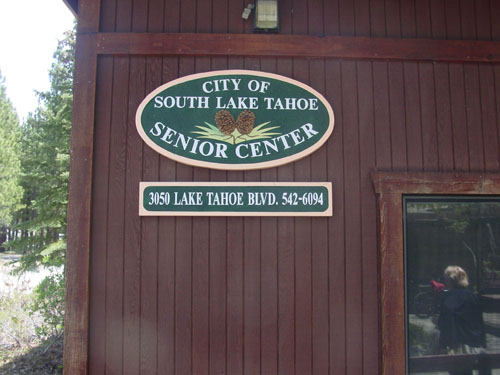 CITY OF
SOUTH LAKE TAHOE
SENIOR CENTER
3050 LAKE TAHOE BLVD. 542-6094